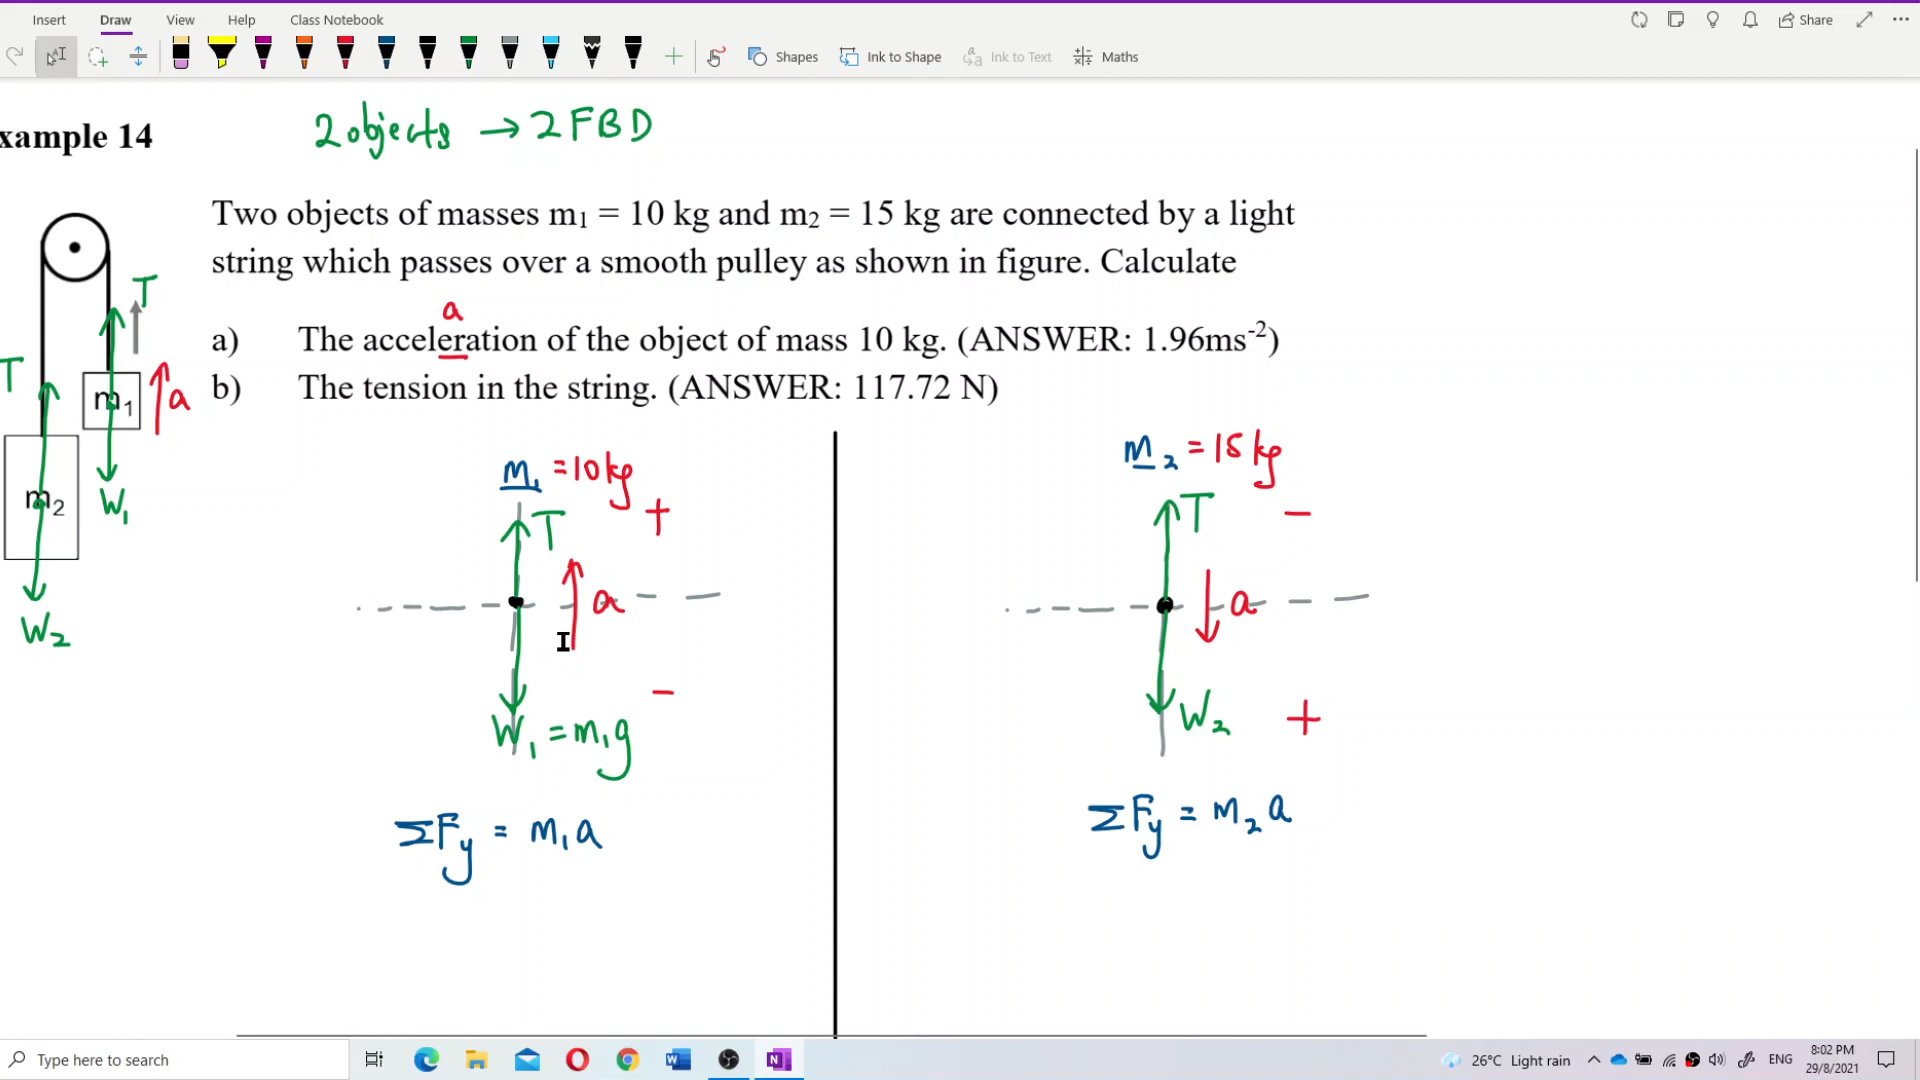 Insert Draw View Help Class Notebook Share
Shapes Ink to Shape Ink to Text Maths
2 objects → 2 FBD
xample 14
Two objects of masses m₁ = 10 kg and m₂ = 15 kg are connected by a light
string which passes over a smooth pulley as shown in figure. Calculate
a
a) The acceleration of the object of mass 10 kg. (ANSWER: 1.96ms⁻²)
b) The tension in the string. (ANSWER: 117.72 N)
T
T
m₁ a
m₂
W₁
W₂
m₁ = 10 kg
T +
a
−
W₁ = m₁g
ΣFy = m₁a
m₂ = 15 kg
T −
a
W₂ +
ΣFy = m₂a
Type here to search
26°C Light rain
ENG
8:02 PM
29/8/2021